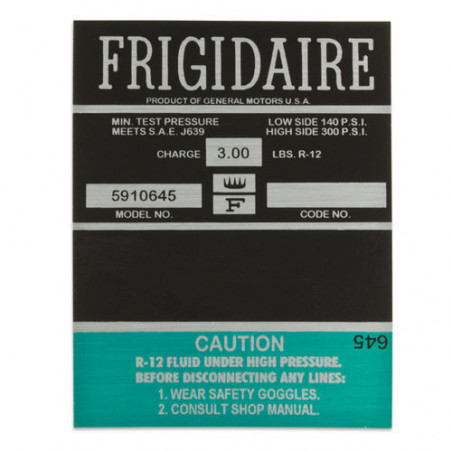 FRIGIDAIRE
PRODUCT OF GENERAL MOTORS U.S.A.
MIN. TEST PRESSURE LOW SIDE 140 P.S.I.
MEETS S.A.E. J639 HIGH SIDE 300 P.S.I.
CHARGE 3.00 LBS. R-12
5910645
F
MODEL NO. CODE NO.
CAUTION
645
R-12 FLUID UNDER HIGH PRESSURE.
BEFORE DISCONNECTING ANY LINES:
1. WEAR SAFETY GOGGLES.
2. CONSULT SHOP MANUAL.